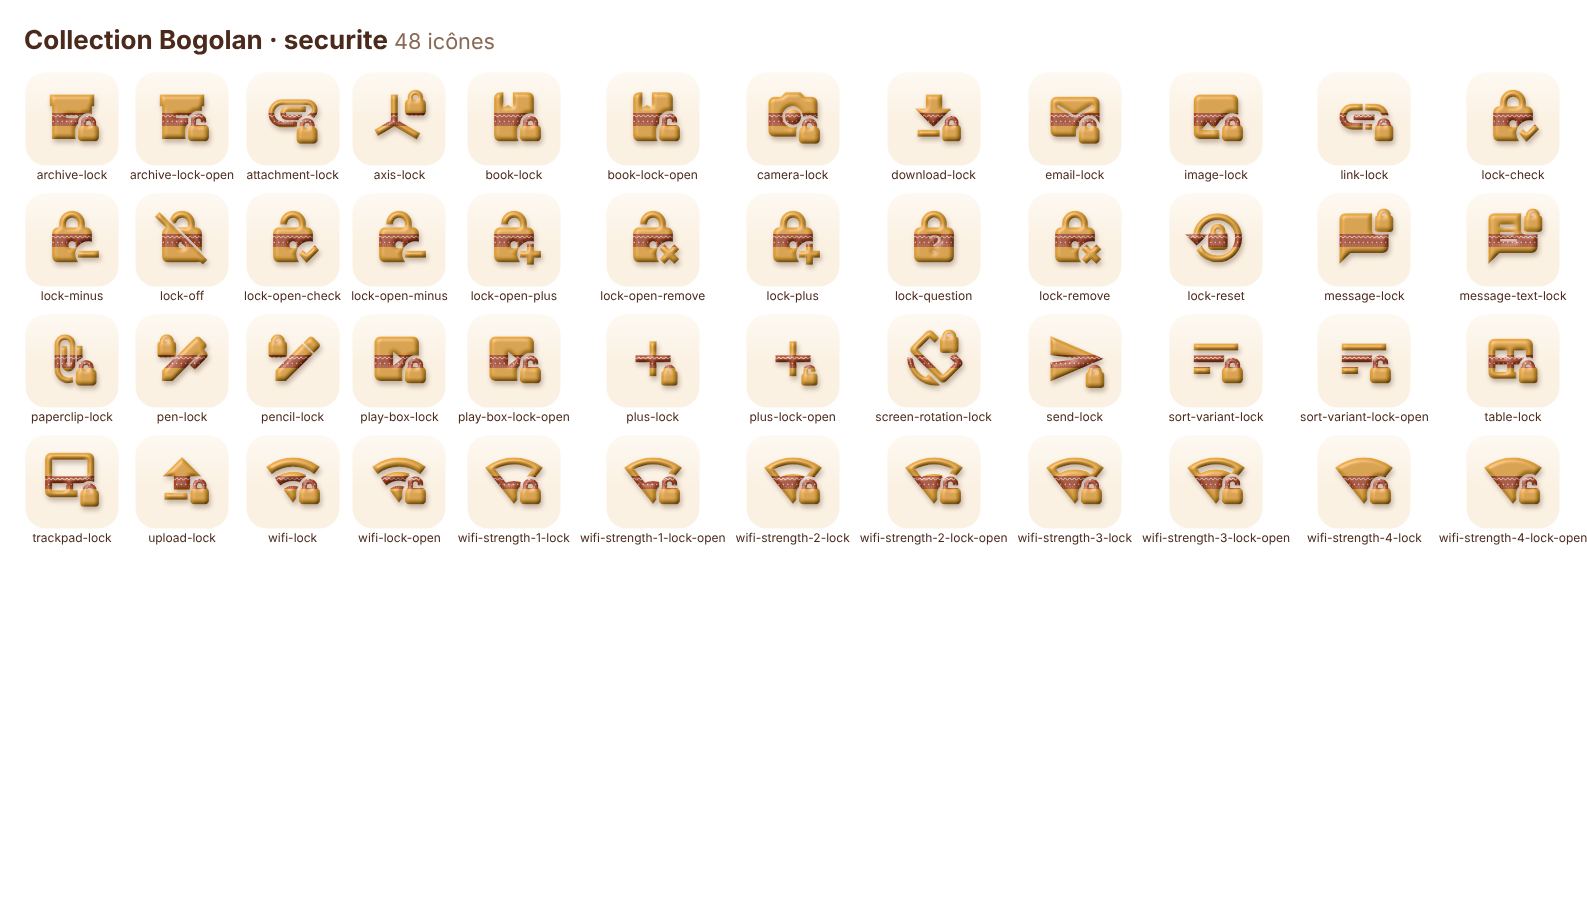 Collection Bogolan · securite 48 icônes
archive-lock archive-lock-open attachment-lock axis-lock book-lock book-lock-open camera-lock download-lock email-lock image-lock link-lock lock-check
lock-minus lock-off lock-open-check lock-open-minus lock-open-plus lock-open-remove lock-plus lock-question lock-remove lock-reset message-lock message-text-lock
paperclip-lock pen-lock pencil-lock play-box-lock play-box-lock-open plus-lock plus-lock-open screen-rotation-lock send-lock sort-variant-lock sort-variant-lock-open table-lock
trackpad-lock upload-lock wifi-lock wifi-lock-open wifi-strength-1-lock wifi-strength-1-lock-open wifi-strength-2-lock wifi-strength-2-lock-open wifi-strength-3-lock wifi-strength-3-lock-open wifi-strength-4-lock wifi-strength-4-lock-open